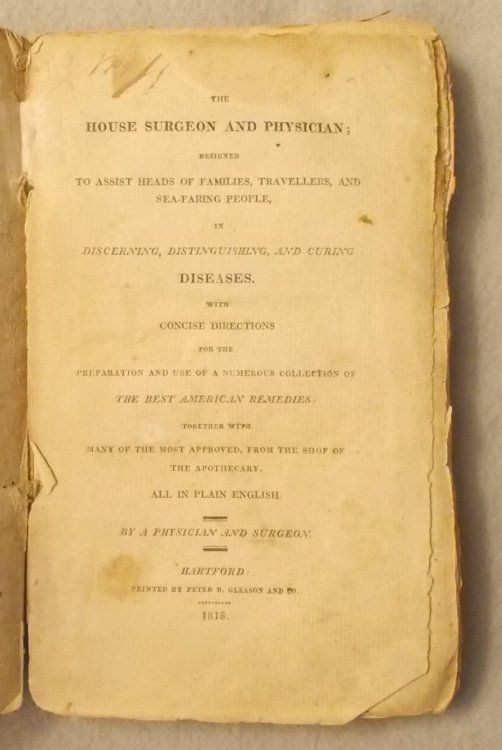 THE
HOUSE SURGEON AND PHYSICIAN;
DESIGNED
TO ASSIST HEADS OF FAMILIES, TRAVELLERS, AND
SEA-FARING PEOPLE,
IN
DISCERNING, DISTINGUISHING, AND CURING
DISEASES.
WITH
CONCISE DIRECTIONS
FOR THE
PREPARATION AND USE OF A NUMEROUS COLLECTION OF
THE BEST AMERICAN REMEDIES;
TOGETHER WITH
MANY OF THE MOST APPROVED, FROM THE SHOP OF
THE APOTHECARY.
ALL IN PLAIN ENGLISH.
BY A PHYSICIAN AND SURGEON.
HARTFORD:
PRINTED BY PETER B. GLEASON AND CO.
1818.